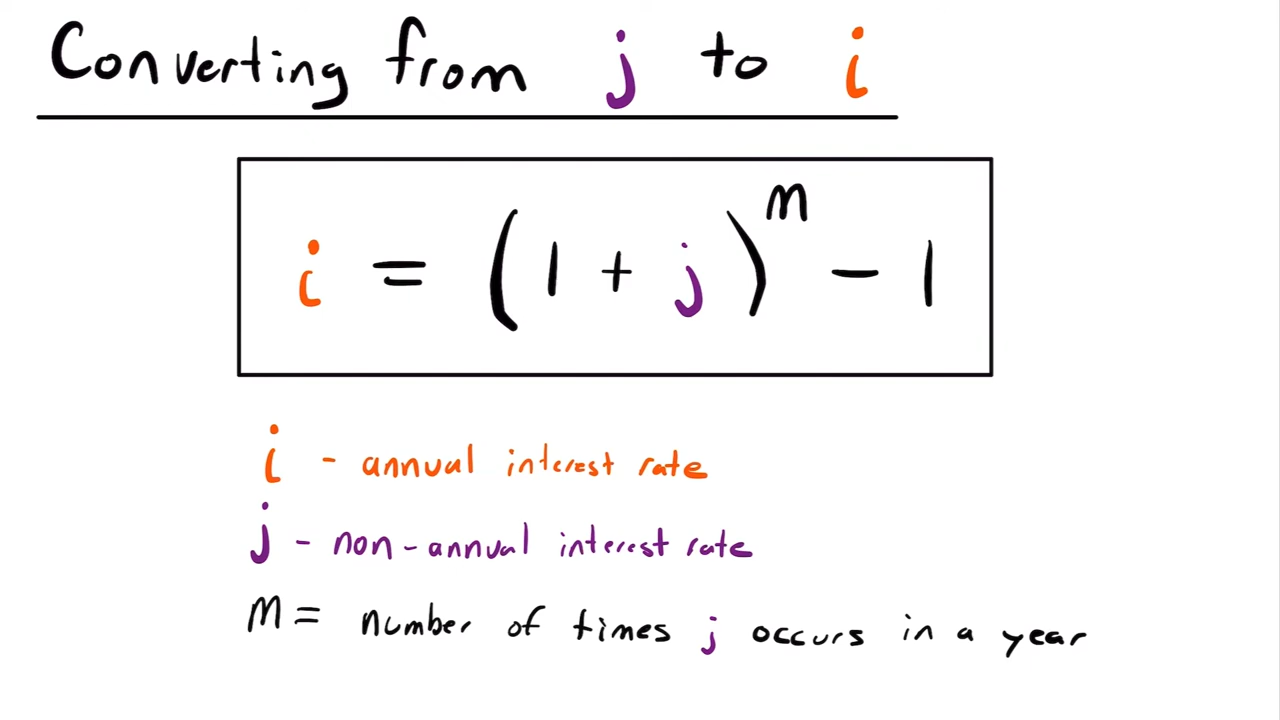 Converting from j to i
i = (1 + j)^m - 1
i - annual interest rate
j - non-annual interest rate
m = number of times j occurs in a year